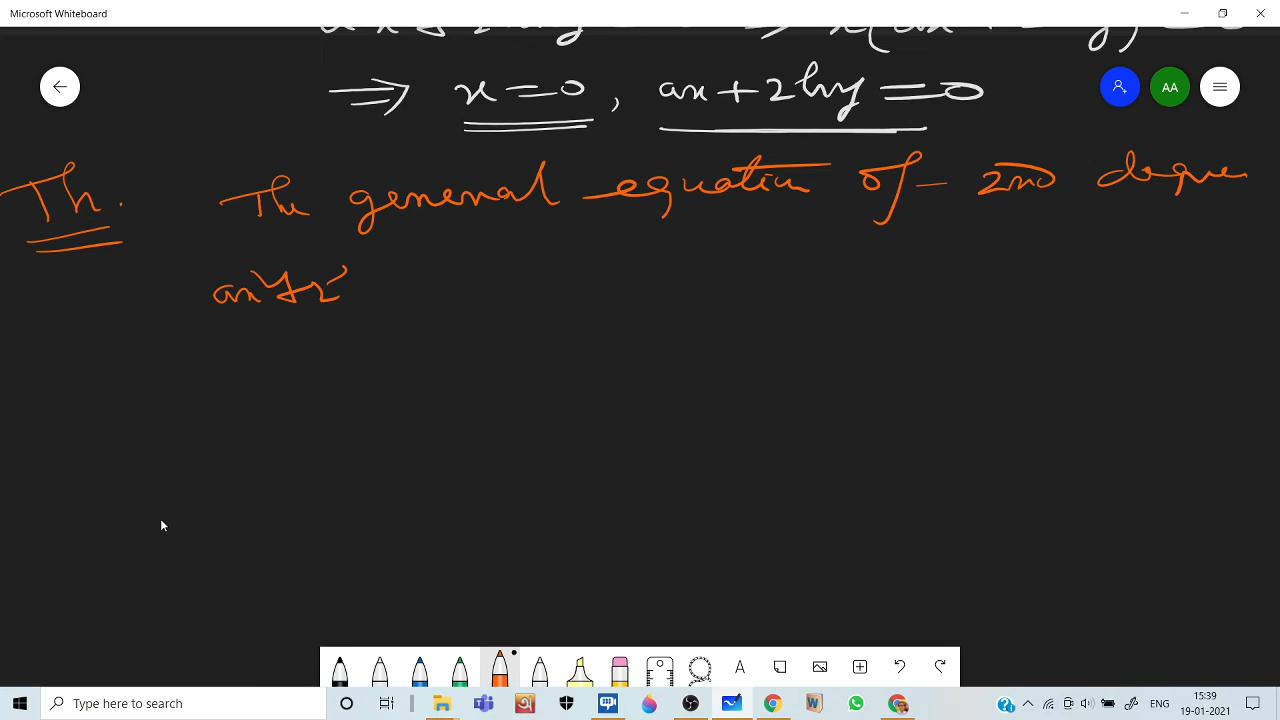 Microsoft Whiteboard
⇒ x=0, ax+2hy=0
Th. The general equation of 2nd degree
ax²+2
AA
A
Type here to search
ENG
15:39
19-01-2021